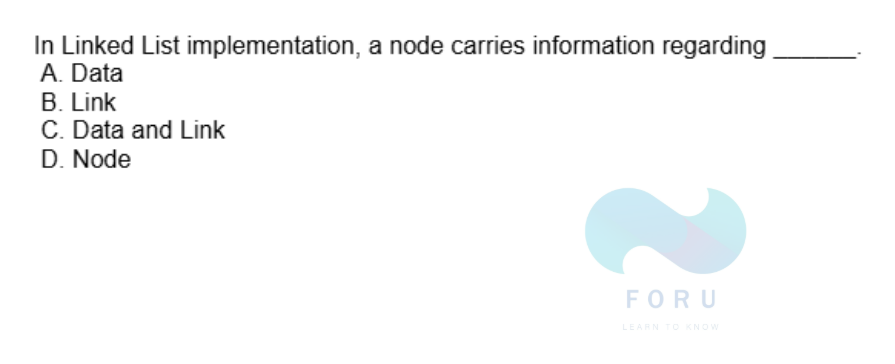 In Linked List implementation, a node carries information regarding ______.
A. Data
B. Link
C. Data and Link
D. Node
FORU
LEARN TO KNOW